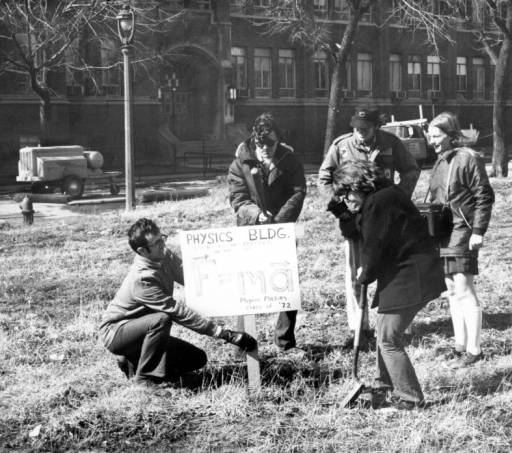 PHYSICS BLDG.
F=ma
Physics Majors
Class of '72